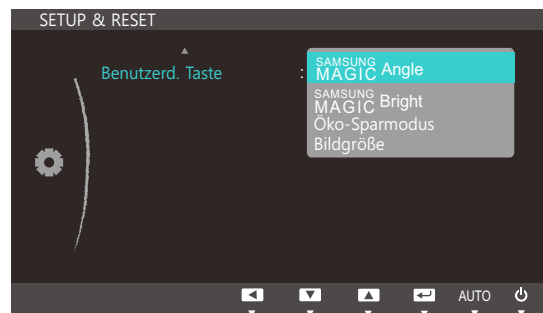 SETUP & RESET
Benutzerd. Taste : SAMSUNG MAGIC Angle
SAMSUNG MAGIC Bright
Öko-Sparmodus
Bildgröße
AUTO